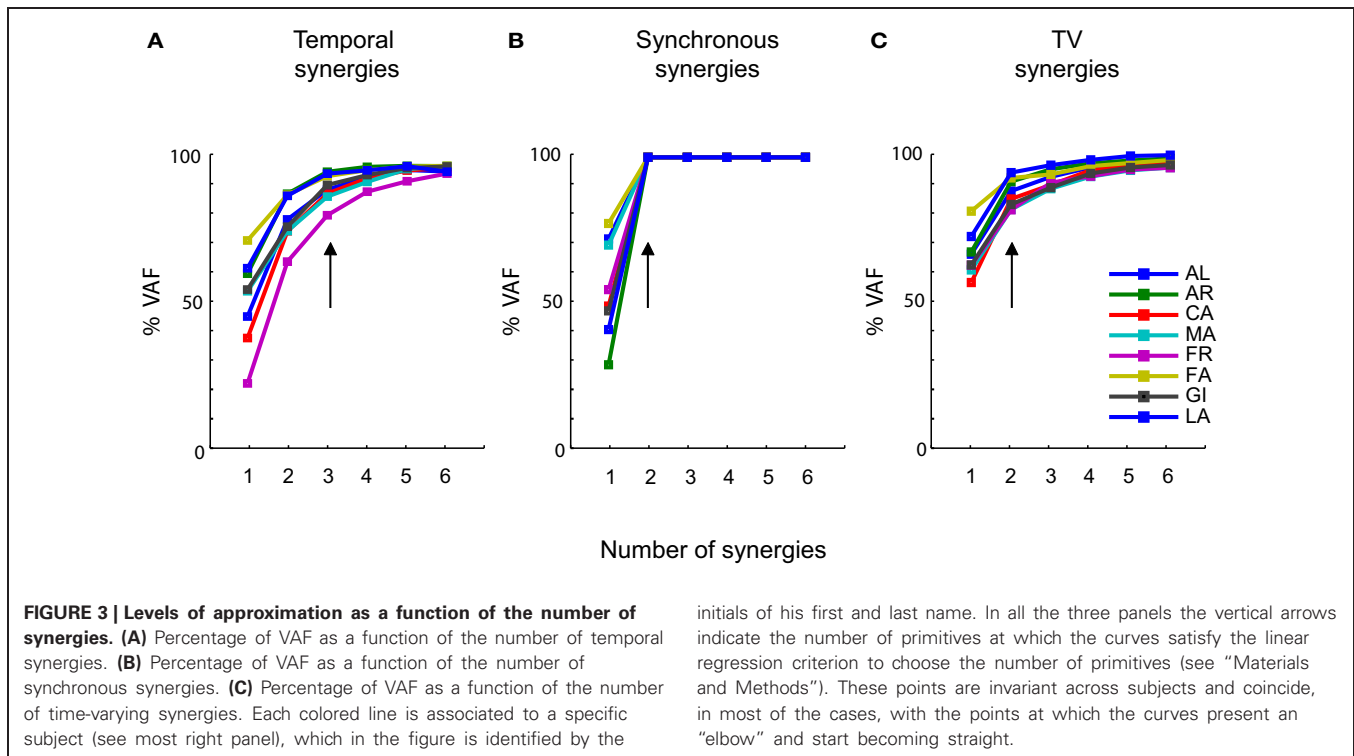 A
Temporal
synergies
B
Synchronous
synergies
C
TV
synergies
100
50
0
% VAF
1 2 3 4 5 6
100
50
0
% VAF
1 2 3 4 5 6
100
50
0
% VAF
1 2 3 4 5 6
AL
AR
CA
MA
FR
FA
GI
LA
Number of synergies
FIGURE 3 | Levels of approximation as a function of the number of
synergies. (A) Percentage of VAF as a function of the number of temporal
synergies. (B) Percentage of VAF as a function of the number of
synchronous synergies. (C) Percentage of VAF as a function of the number
of time-varying synergies. Each colored line is associated to a specific
subject (see most right panel), which in the figure is identified by the
initials of his first and last name. In all the three panels the vertical arrows
indicate the number of primitives at which the curves satisfy the linear
regression criterion to choose the number of primitives (see “Materials
and Methods”). These points are invariant across subjects and coincide,
in most of the cases, with the points at which the curves present an
“elbow” and start becoming straight.